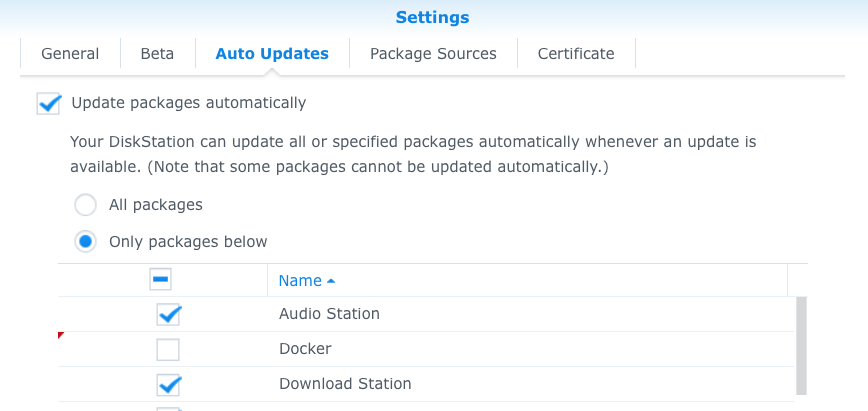 Settings
General Beta Auto Updates Package Sources Certificate
Update packages automatically
Your DiskStation can update all or specified packages automatically whenever an update is
available. (Note that some packages cannot be updated automatically.)
All packages
Only packages below
Name
Audio Station
Docker
Download Station